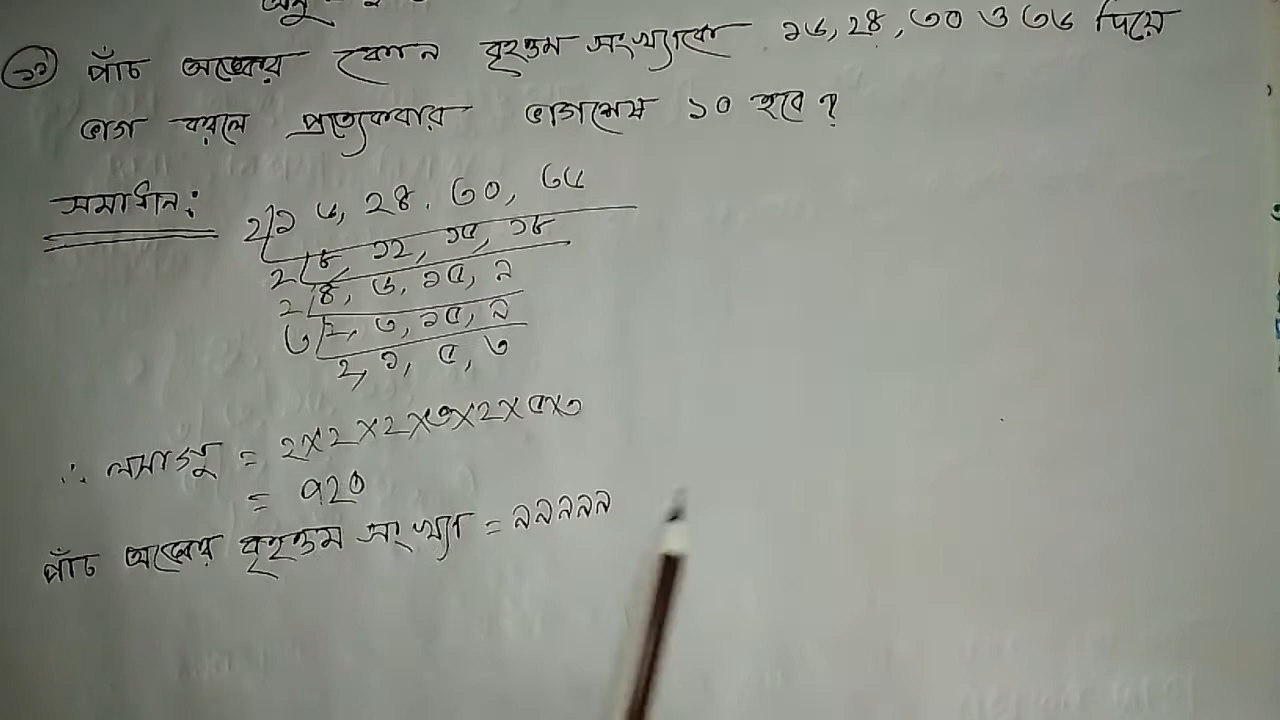 ১১ পাঁচ অঙ্কের কোন বৃহত্তম সংখ্যাকে ১৬, ২৪, ৩০ ও ৩৬ দিয়ে
ভাগ করলে প্রত্যেকবার ভাগশেষ ১০ হবে ?
সমাধান:
২)১৬, ২৪, ৩০, ৩৬
২)৮, ১২, ১৫, ১৮
২)৪, ৬, ১৫, ৯
৩)২, ৩, ১৫, ৯
২, ১, ৫, ৩
∴ লসাগু = ২×২×২×৩×২×৫×৩
= ৭২০
পাঁচ অঙ্কের বৃহত্তম সংখ্যা = ৯৯৯৯৯